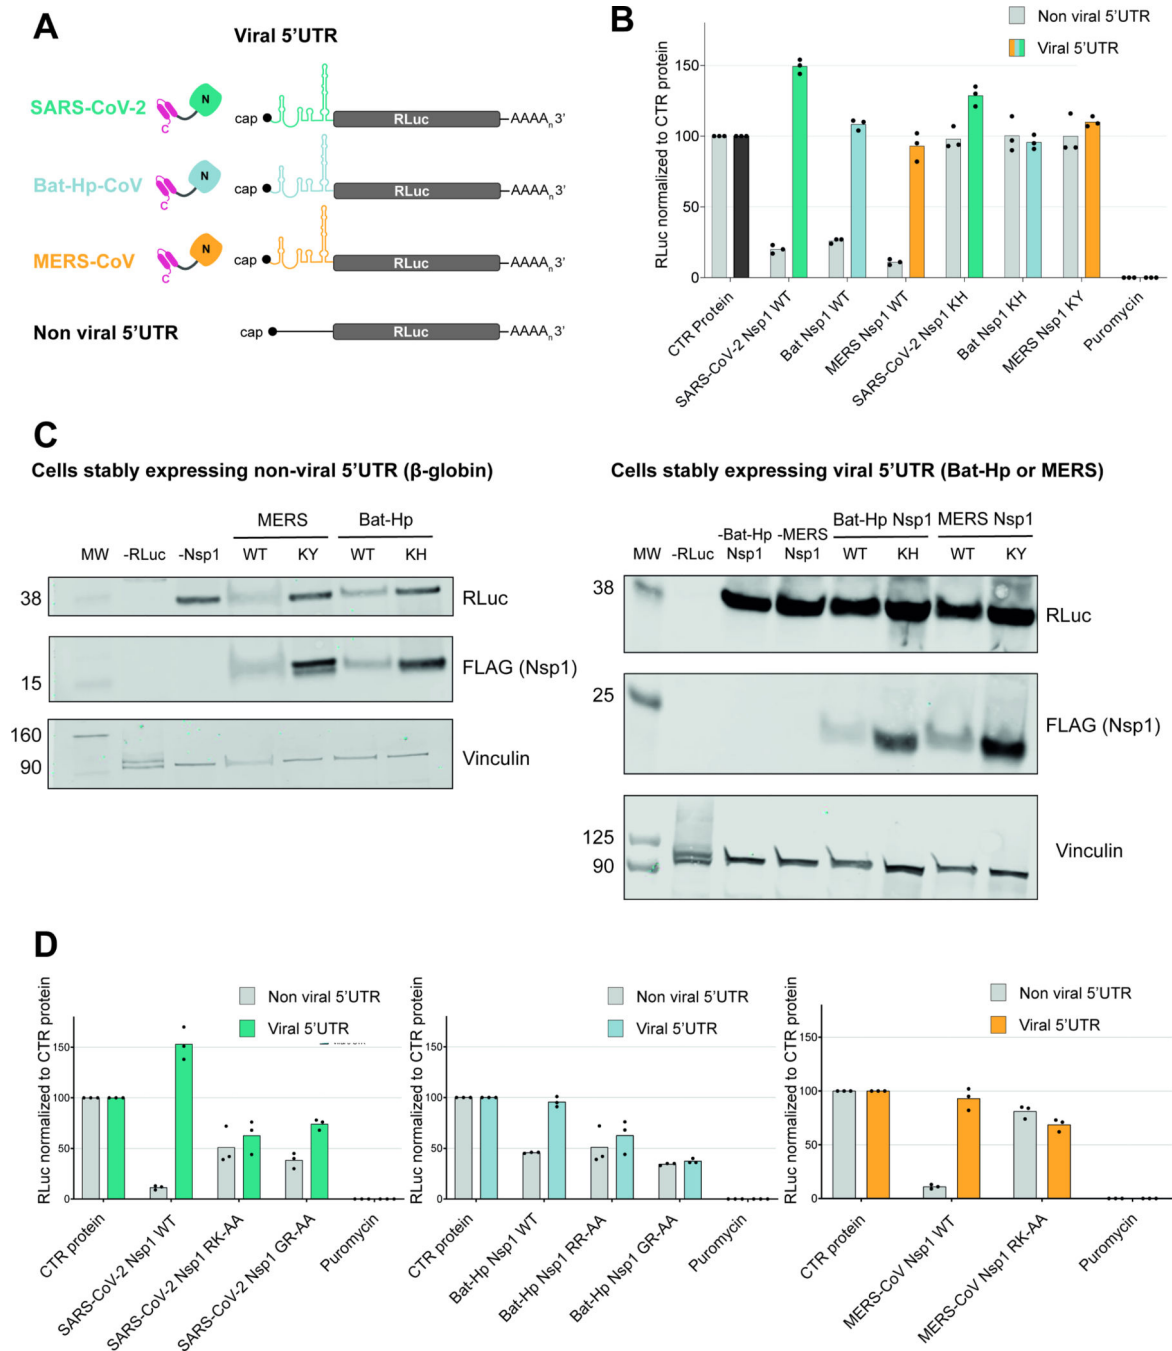 A
Viral 5'UTR
SARS-CoV-2
N
C
cap
RLuc
AAAAn 3'
Bat-Hp-CoV
N
C
cap
RLuc
AAAAn 3'
MERS-CoV
N
C
cap
RLuc
AAAAn 3'
Non viral 5'UTR
cap
RLuc
AAAAn 3'
B
Non viral 5'UTR
Viral 5'UTR
RLuc normalized to CTR protein
150
100
50
0
CTR Protein
SARS-CoV-2 Nsp1 WT
Bat Nsp1 WT
MERS Nsp1 WT
SARS-CoV-2 Nsp1 KH
Bat Nsp1 KH
MERS Nsp1 KY
Puromycin
C
Cells stably expressing non-viral 5'UTR (β-globin)
MERS
Bat-Hp
MW
-RLuc
-Nsp1
WT
KY
WT
KH
38
RLuc
15
FLAG (Nsp1)
160
90
Vinculin
Cells stably expressing viral 5'UTR (Bat-Hp or MERS)
-Bat-Hp
Nsp1
-MERS
Nsp1
Bat-Hp Nsp1
MERS Nsp1
MW
-RLuc
WT
KH
WT
KY
38
RLuc
25
FLAG (Nsp1)
125
90
Vinculin
D
Non viral 5'UTR
Viral 5'UTR
RLuc normalized to CTR protein
150
100
50
0
CTR protein
SARS-CoV-2 Nsp1 WT
SARS-CoV-2 Nsp1 RK-AA
SARS-CoV-2 Nsp1 GR-AA
Puromycin
Non viral 5'UTR
Viral 5'UTR
RLuc normalized to CTR protein
150
100
50
0
CTR protein
Bat-Hp Nsp1 WT
Bat-Hp Nsp1 RR-AA
Bat-Hp Nsp1 GR-AA
Puromycin
Non viral 5'UTR
Viral 5'UTR
RLuc normalized to CTR protein
150
100
50
0
CTR protein
MERS-CoV Nsp1 WT
MERS-CoV Nsp1 RK-AA
Puromycin